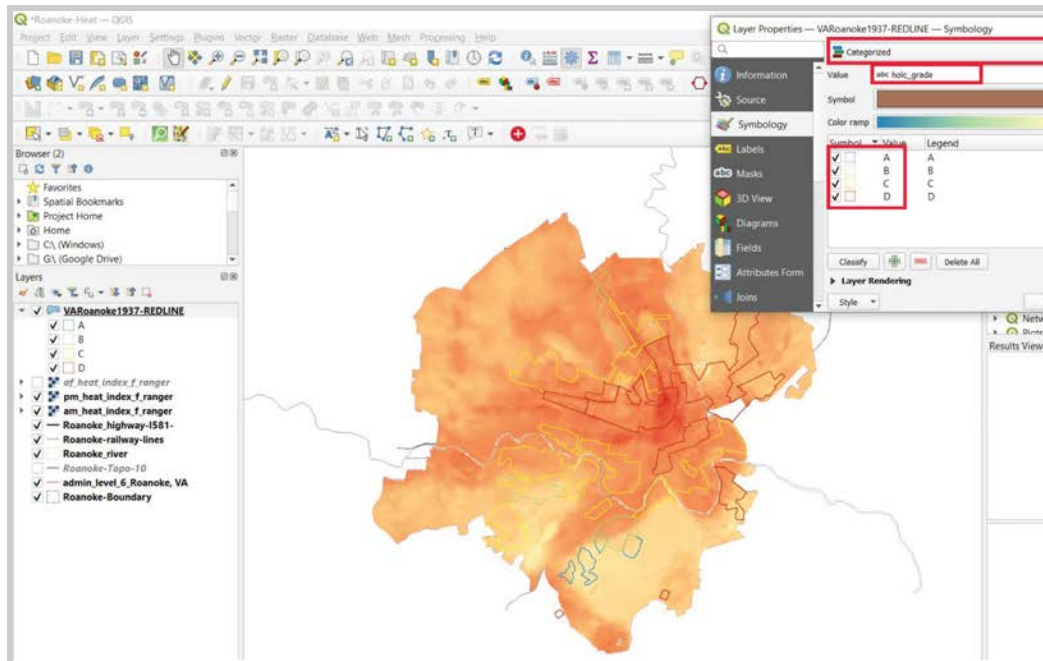 *Roanoke-Heat — QGIS
Project Edit View Layer Settings Plugins Vector Raster Database Web Mesh Processing Help
Browser (2)
Favorites
Spatial Bookmarks
Project Home
Home
C:\ (Windows)
G:\ (Google Drive)
Layers
VARoanoke1937-REDLINE
A
B
C
D
af_heat_index_f_ranger
pm_heat_index_f_ranger
am_heat_index_f_ranger
Roanoke_highway-I581-
Roanoke-railway-lines
Roanoke_river
Roanoke-Topo-10
admin_level_6_Roanoke, VA
Roanoke-Boundary
Layer Properties — VARoanoke1937-REDLINE — Symbology
Information
Source
Symbology
Labels
Masks
3D View
Diagrams
Fields
Attributes Form
Joins
Categorized
Value abc holc_grade
Symbol
Color ramp
Symbol Value Legend
A A
B B
C C
D D
Classify Delete All
Layer Rendering
Style
Netw
Results View